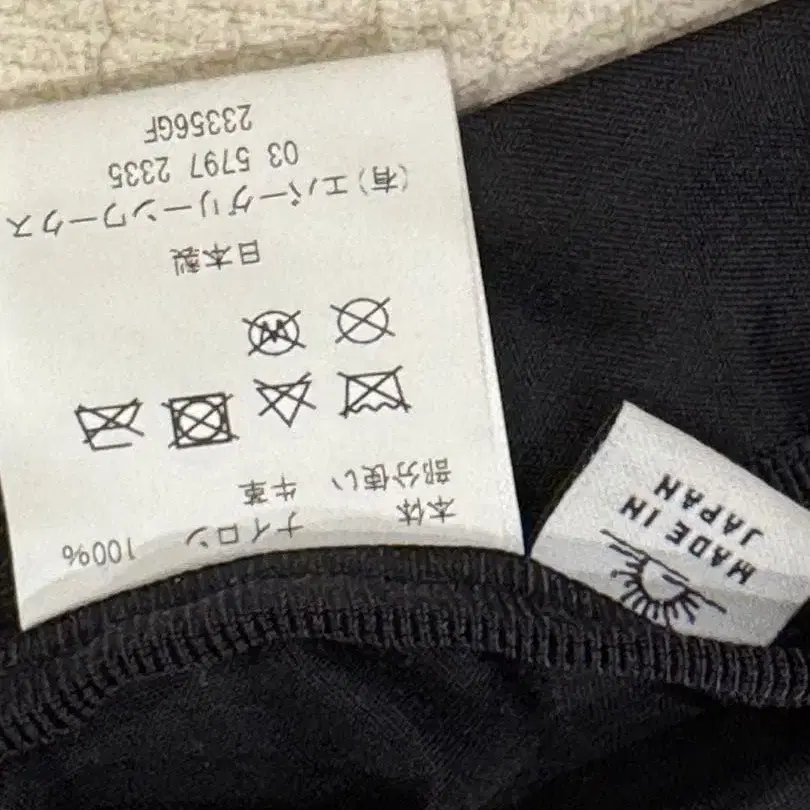 本体　ナイロン　100%
部分使い　牛革
日本製
(有)エバーグリーンワークス
03 5797 2335
23356GF
MADE IN
JAPAN